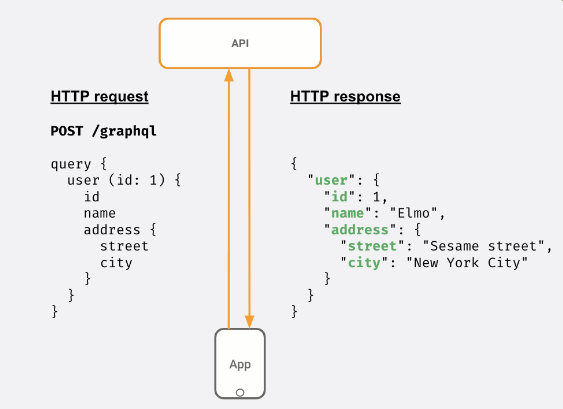 API
HTTP request
POST /graphql
query {
  user (id: 1) {
    id
    name
    address {
      street
      city
    }
  }
}
HTTP response
{
  "user": {
    "id": 1,
    "name": "Elmo",
    "address": {
      "street": "Sesame street",
      "city": "New York City"
    }
  }
}
App